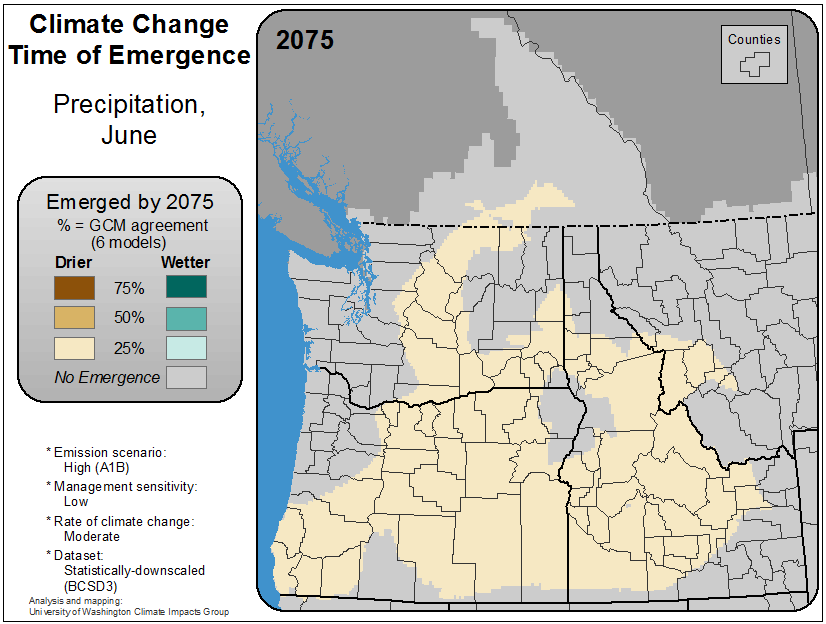 Climate Change
Time of Emergence
Precipitation,
June
Emerged by 2075
% = GCM agreement
(6 models)
Drier Wetter
75%
50%
25%
No Emergence
* Emission scenario:
High (A1B)
* Management sensitivity:
Low
* Rate of climate change:
Moderate
* Dataset:
Statistically-downscaled
(BCSD3)
Analysis and mapping:
University of Washington Climate Impacts Group
2075
Counties